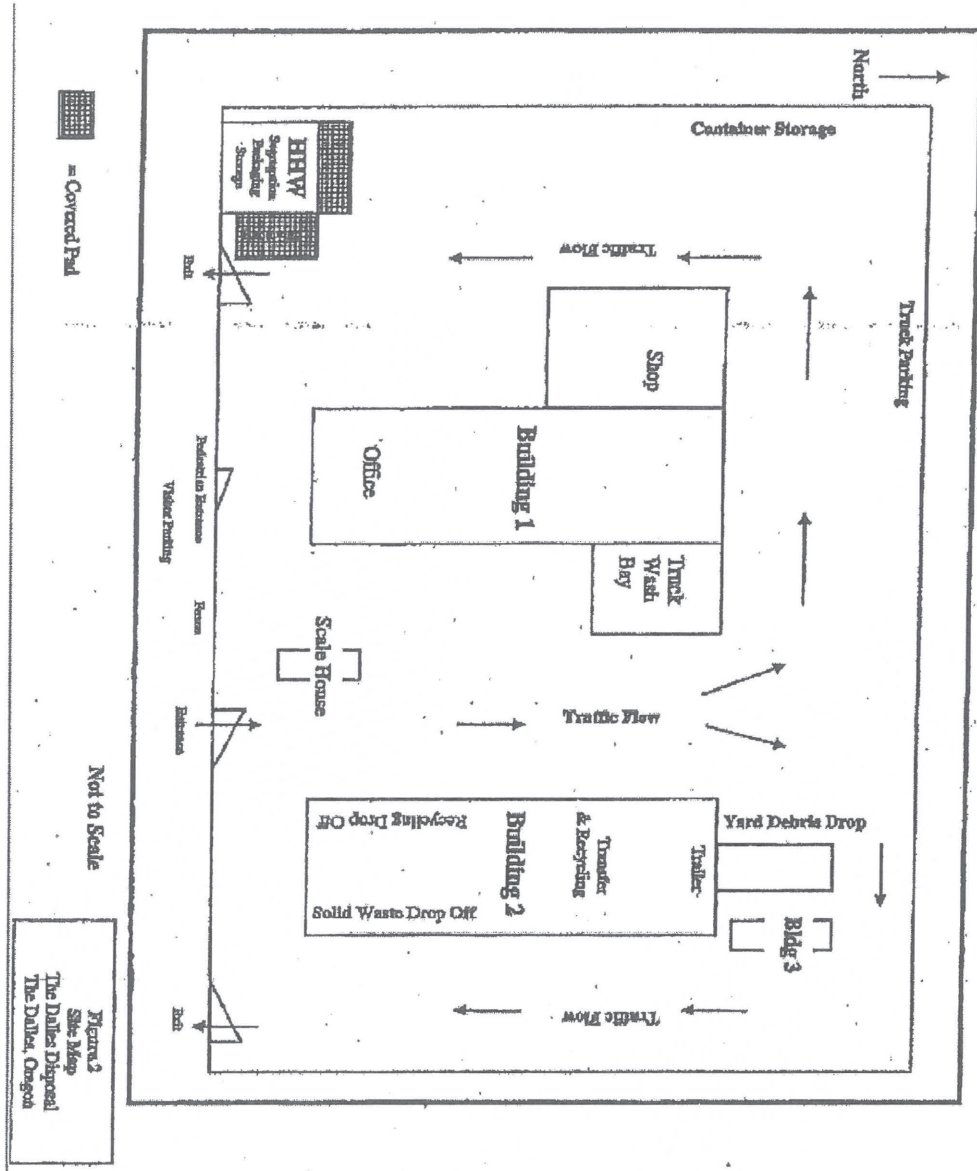 North
Container Storage
Truck Parking
HHW
Segregation
Packaging
Storage
= Covered Pad
Exit
Traffic Flow
Shop
Building 1
Office
Truck
Wash
Bay
Pedestrian Entrance
Visitor Parking
Fence
Scale House
Entrance
Traffic Flow
Yard Debris Drop
Trailer
Transfer
& Recycling
Building 2
Recycling Drop Off
Solid Waste Drop Off
Bldg 3
Traffic Flow
Exit
Not to Scale
Figure 2
Site Map
The Dalles Disposal
The Dalles, Oregon